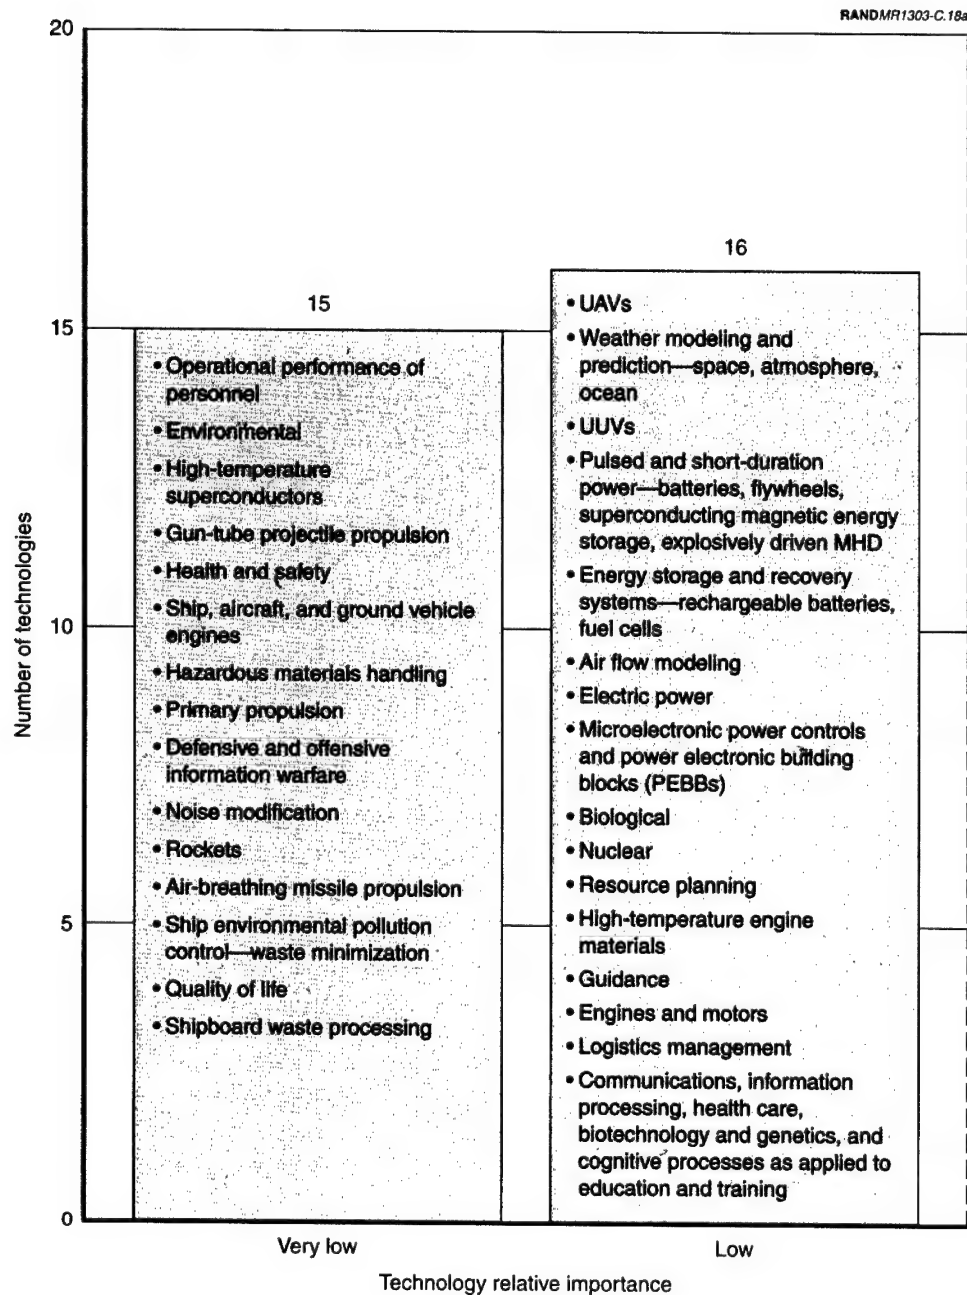 RANDMR1303-C.18a
20
16
15
15
• UAVs
• Weather modeling and
prediction—space, atmosphere,
ocean
• UUVs
• Pulsed and short-duration
power—batteries, flywheels,
superconducting magnetic energy
storage, explosively driven MHD
• Energy storage and recovery
systems—rechargeable batteries,
fuel cells
• Air flow modeling
• Electric power
• Microelectronic power controls
and power electronic building
blocks (PEBBs)
• Biological
• Nuclear
• Resource planning
• High-temperature engine
materials
• Guidance
• Engines and motors
• Logistics management
• Communications, information
processing, health care,
biotechnology and genetics, and
cognitive processes as applied to
education and training
• Operational performance of
personnel
• Environmental
• High-temperature
superconductors
• Gun-tube projectile propulsion
• Health and safety
• Ship, aircraft, and ground vehicle
engines
• Hazardous materials handling
• Primary propulsion
• Defensive and offensive
information warfare
• Noise modification
• Rockets
• Air-breathing missile propulsion
• Ship environmental pollution
control—waste minimization
• Quality of life
• Shipboard waste processing
Number of technologies
10
5
0
Very low
Low
Technology relative importance